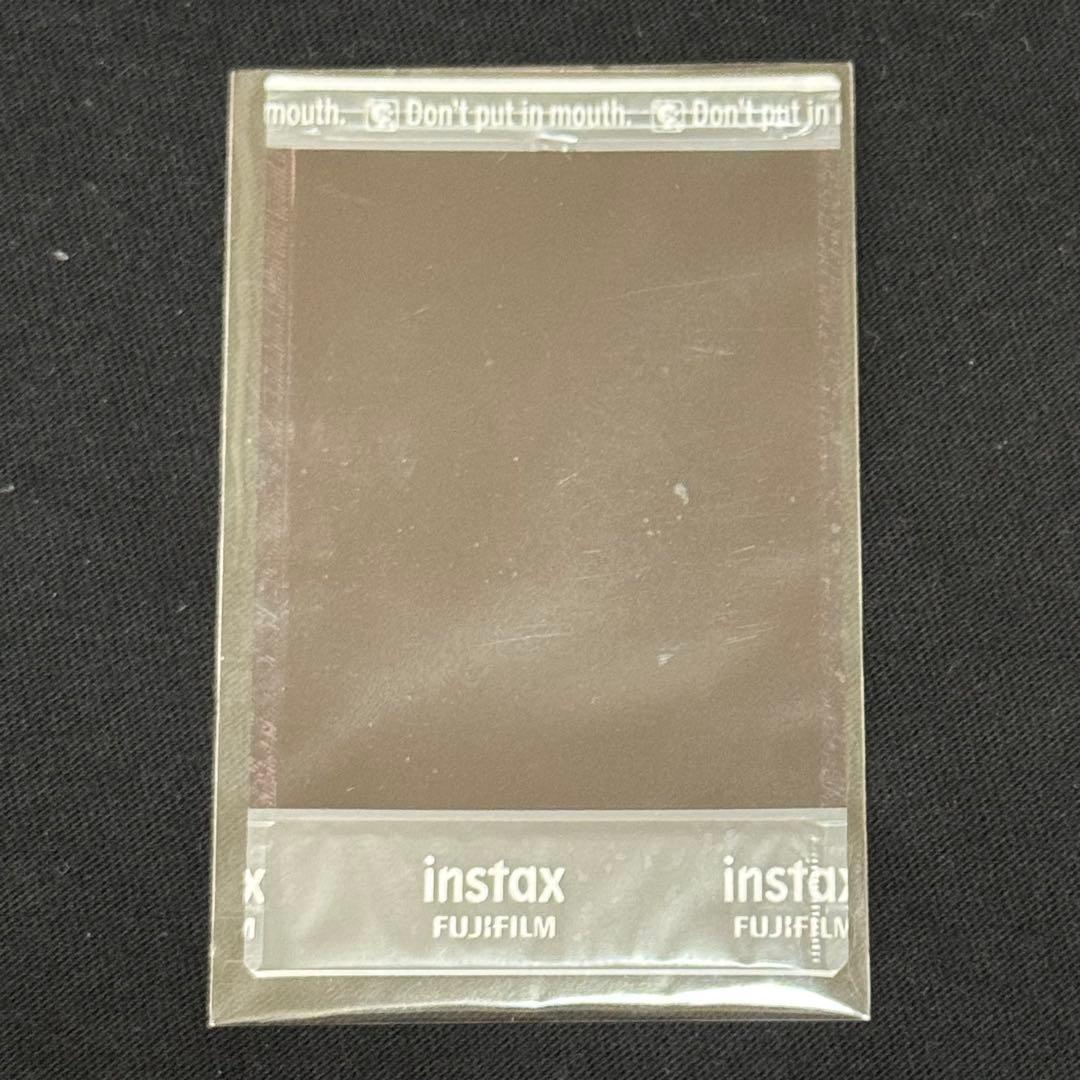 mouth. Don't put in mouth. Don't put in
instax instax
FUJIFILM FUJIFILM